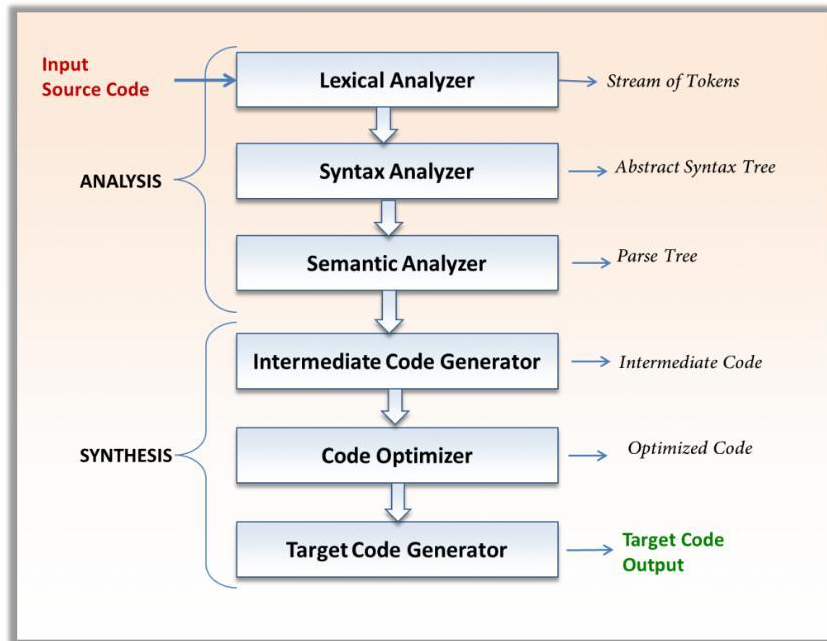 Input
Source Code
Lexical Analyzer
Stream of Tokens
ANALYSIS
Syntax Analyzer
Abstract Syntax Tree
Semantic Analyzer
Parse Tree
Intermediate Code Generator
Intermediate Code
SYNTHESIS
Code Optimizer
Optimized Code
Target Code Generator
Target Code
Output